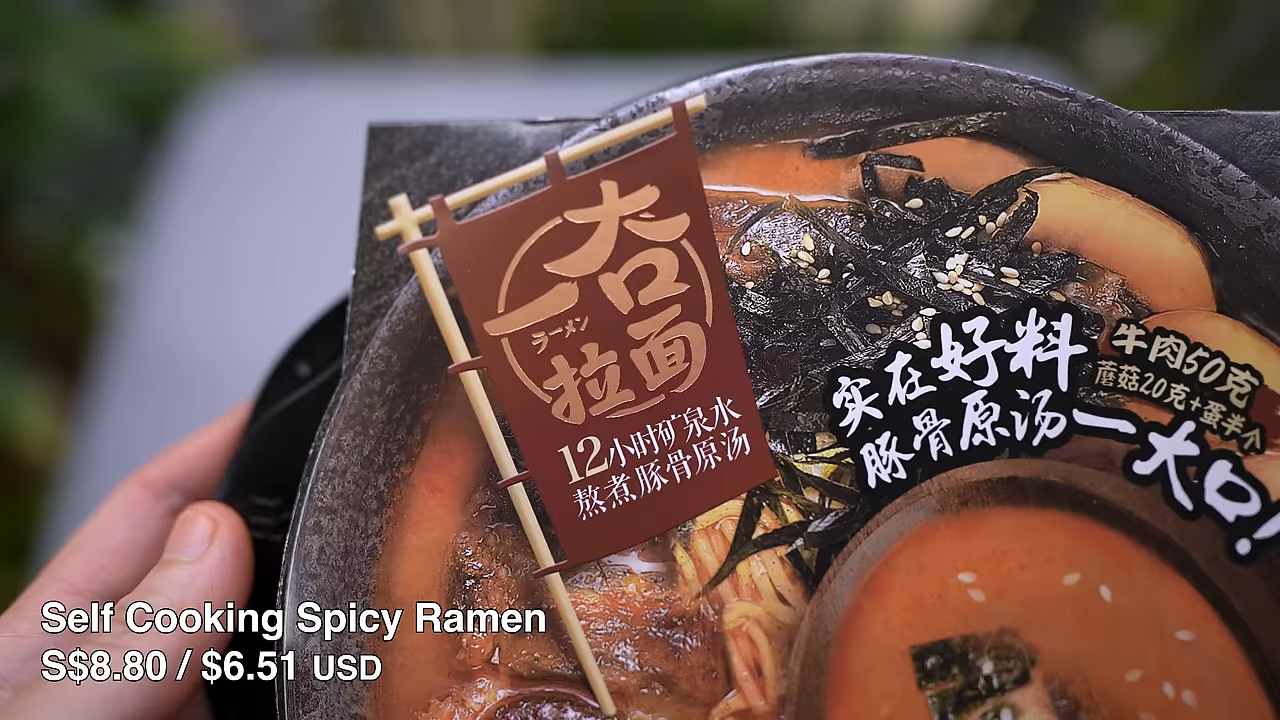 一大口
ラーメン
拉面
12小时矿泉水
熬煮豚骨原汤
实在好料
豚骨原汤一大口!
牛肉50克
蘑菇20克+蛋半个
Self Cooking Spicy Ramen
S$8.80 / $6.51 USD